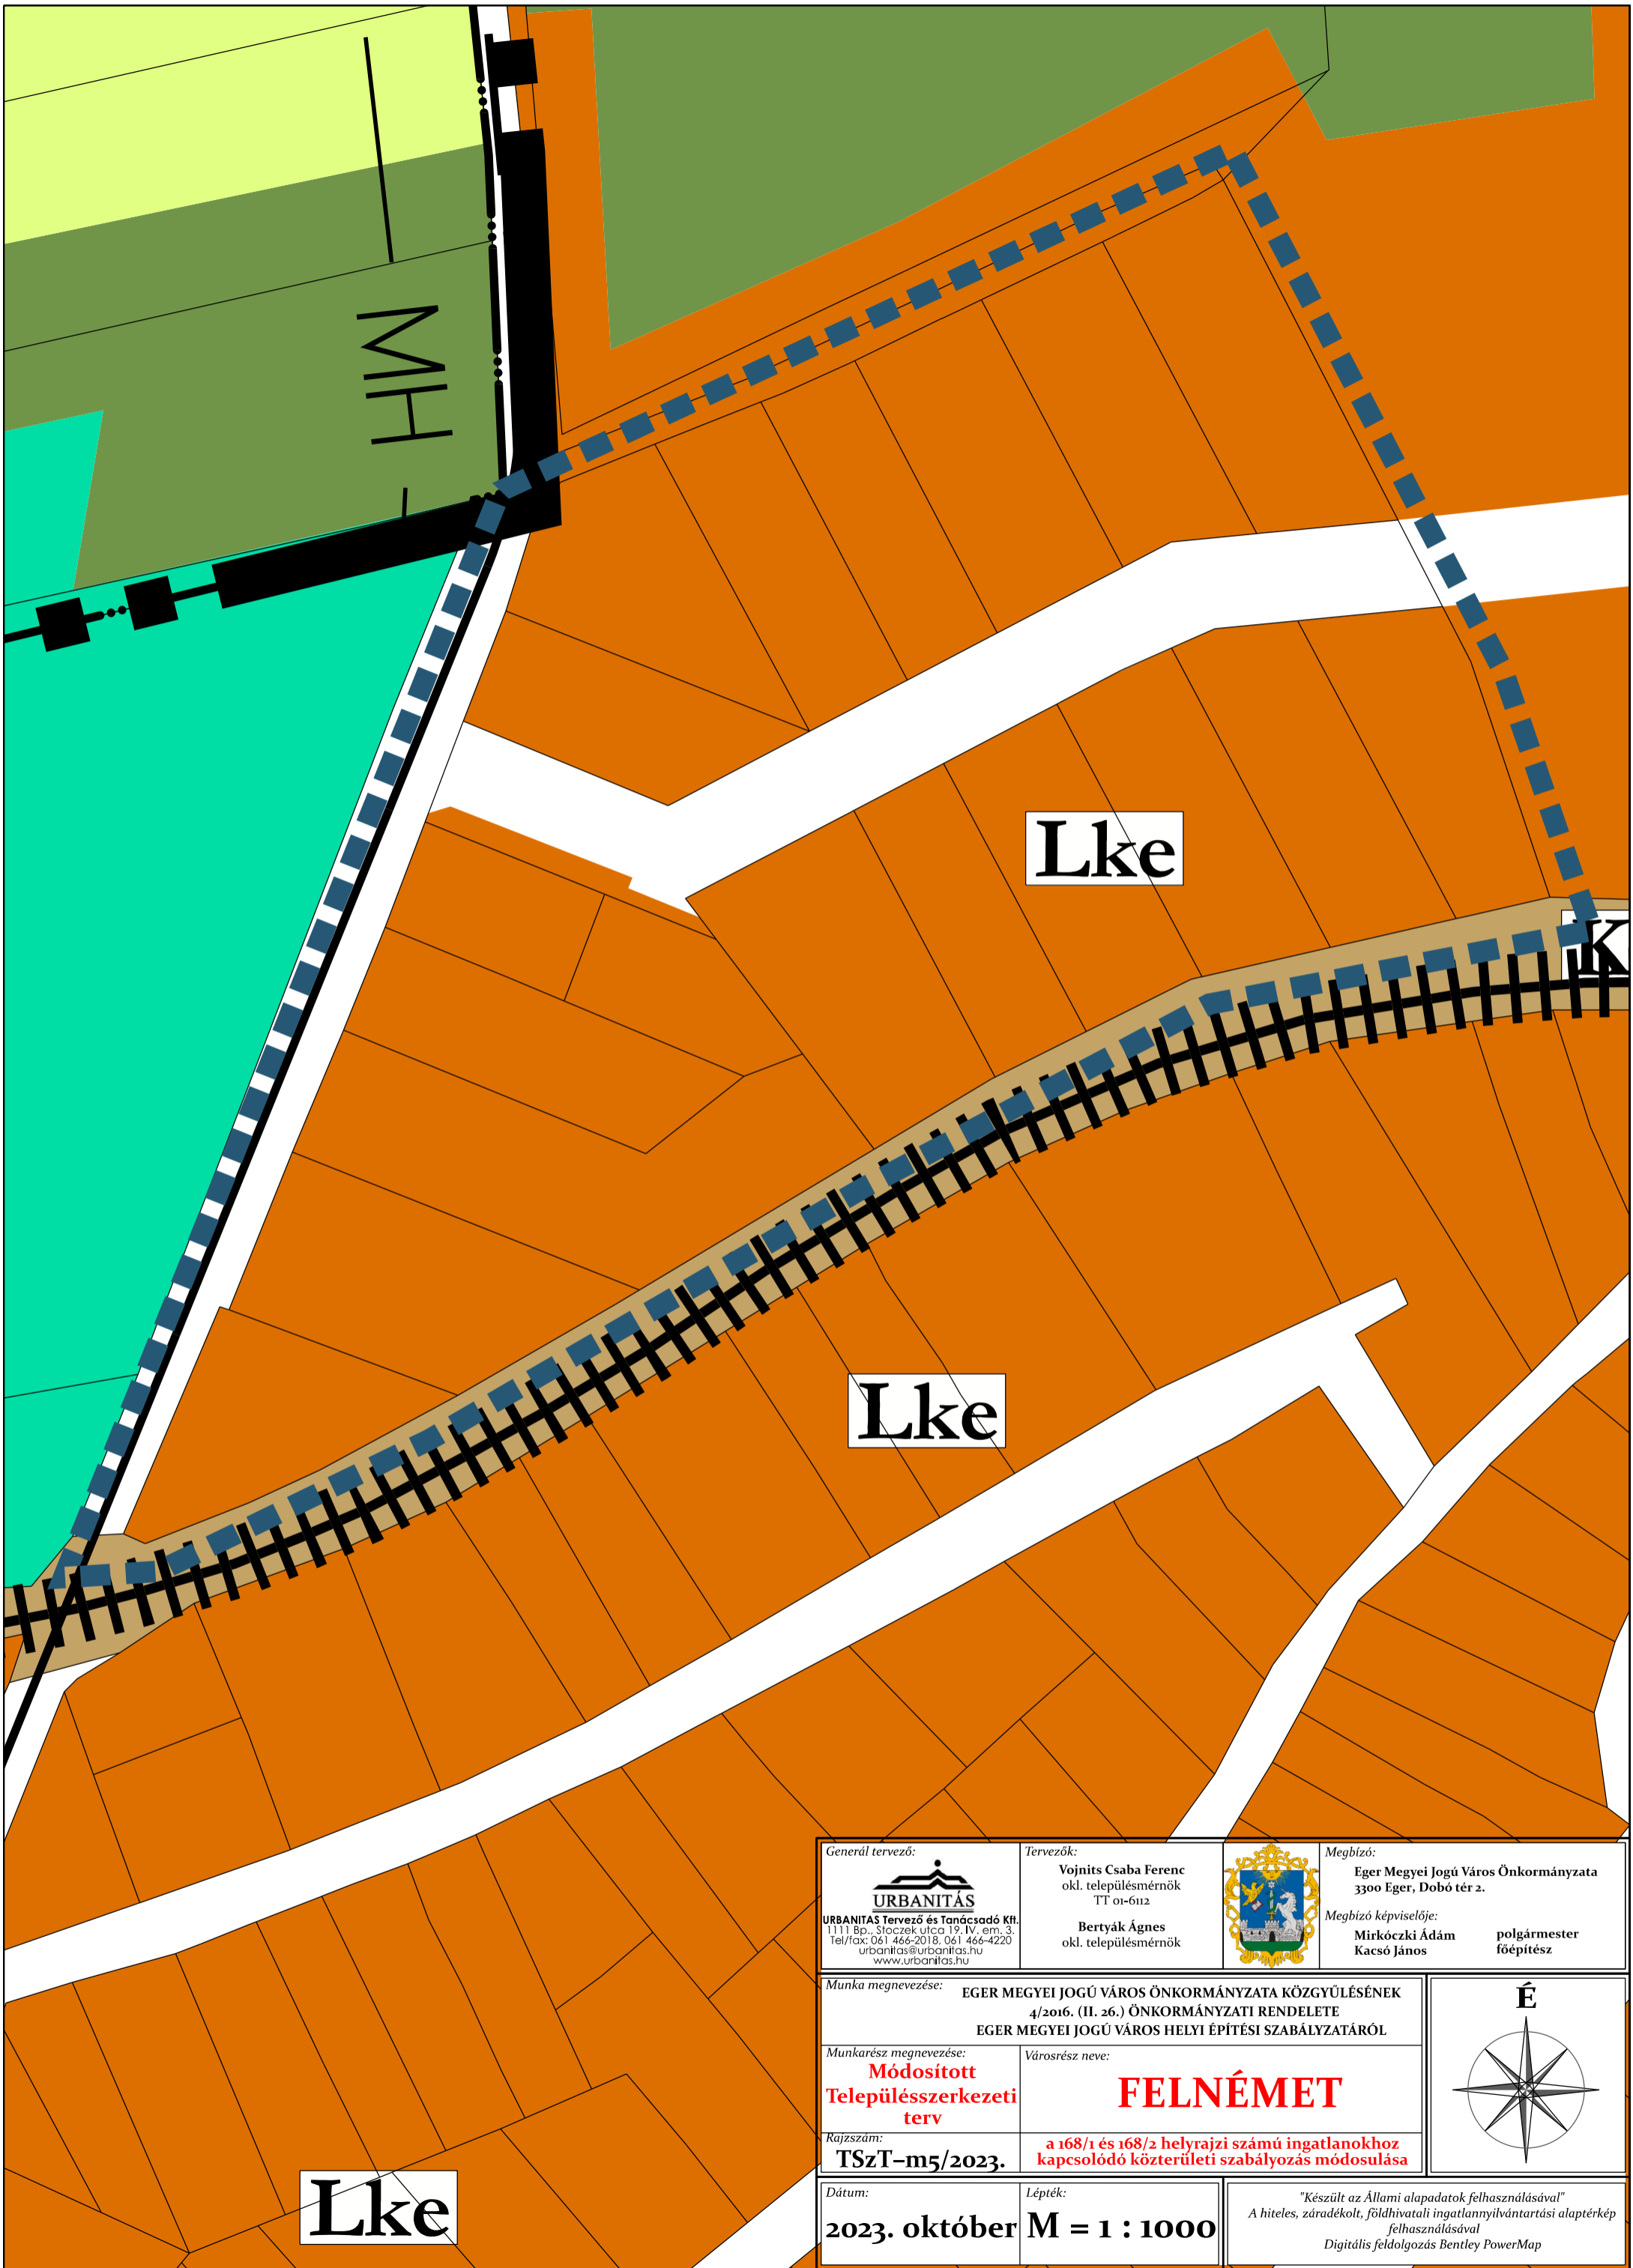 MH
Lke
K
Lke
Lke
Generál tervező:
URBANITÁS
URBANITAS Tervező és Tanácsadó Kft.
1111 Bp., Stoczek utca 19. IV. em. 3.
Tel/fax: 061 466-2018, 061 466-4220
urbanitas@urbanitas.hu
www.urbanitas.hu
Tervezők:
Vojnits Csaba Ferenc
okl. településmérnök
TT 01-6112
Bertyák Ágnes
okl. településmérnök
Megbízó:
Eger Megyei Jogú Város Önkormányzata
3300 Eger, Dobó tér 2.
Megbízó képviselője:
Mirkóczki Ádám polgármester
Kacsó János főépítész
Munka megnevezése:
EGER MEGYEI JOGÚ VÁROS ÖNKORMÁNYZATA KÖZGYŰLÉSÉNEK
4/2016. (II. 26.) ÖNKORMÁNYZATI RENDELETE
EGER MEGYEI JOGÚ VÁROS HELYI ÉPÍTÉSI SZABÁLYZATÁRÓL
É
Munkarész megnevezése:
Módosított
Településszerkezeti
terv
Városrész neve:
FELNÉMET
Rajzszám:
TSzT–m5/2023.
a 168/1 és 168/2 helyrajzi számú ingatlanokhoz
kapcsolódó közterületi szabályozás módosulása
Dátum:
2023. október
Lépték:
M = 1 : 1000
"Készült az Állami alapadatok felhasználásával"
A hiteles, záradékolt, földhivatali ingatlannyilvántartási alaptérkép
felhasználásával
Digitális feldolgozás Bentley PowerMap